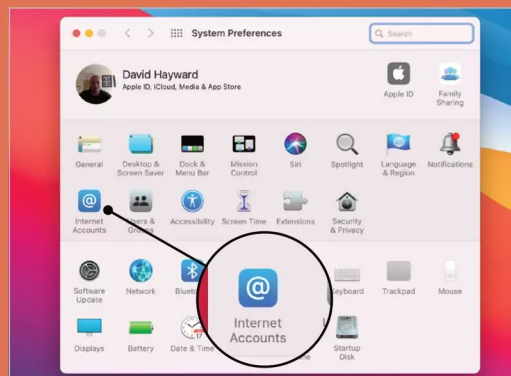 System Preferences
Search
David Hayward
Apple ID, iCloud, Media & App Store
Apple ID
Family
Sharing
General
Desktop &
Screen Saver
Dock &
Menu Bar
Mission
Control
Siri
Spotlight
Language
& Region
Notifications
Internet
Accounts
Users &
Groups
Accessibility
Screen Time
Extensions
Security
& Privacy
Software
Update
Network
Keyboard
Trackpad
Mouse
Internet
Accounts
Displays
Battery
Date & Time
Startup
Disk